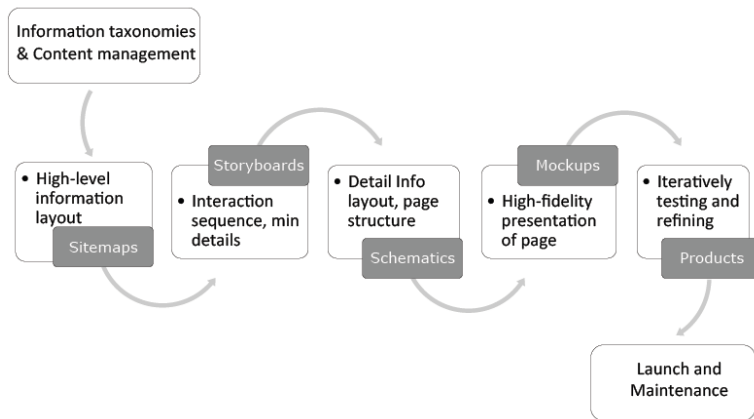 Information taxonomies
& Content management
• High-level
information
layout
Sitemaps
Storyboards
• Interaction
sequence, min
details
• Detail Info
layout, page
structure
Schematics
Mockups
• High-fidelity
presentation
of page
• Iteratively
testing and
refining
Products
Launch and
Maintenance